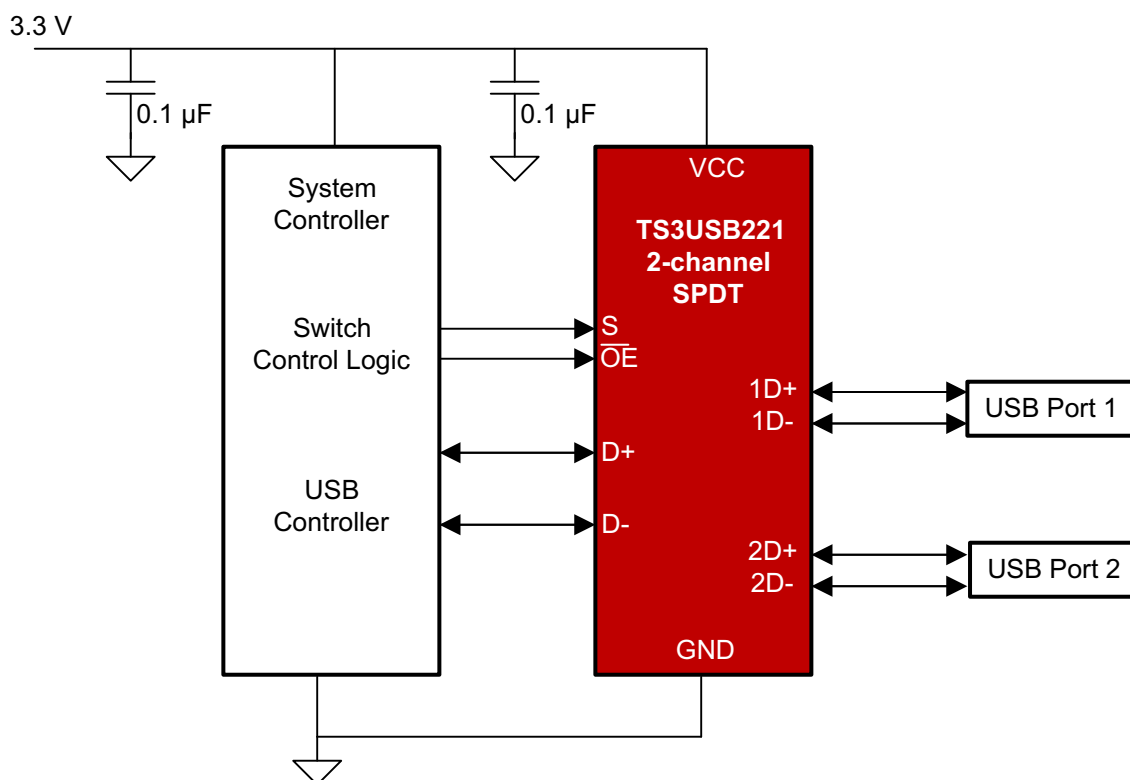 3.3 V
0.1 µF
0.1 µF
System
Controller
Switch
Control Logic
USB
Controller
VCC
TS3USB221
2-channel
SPDT
S
OE
D+
D-
1D+
1D-
2D+
2D-
GND
USB Port 1
USB Port 2